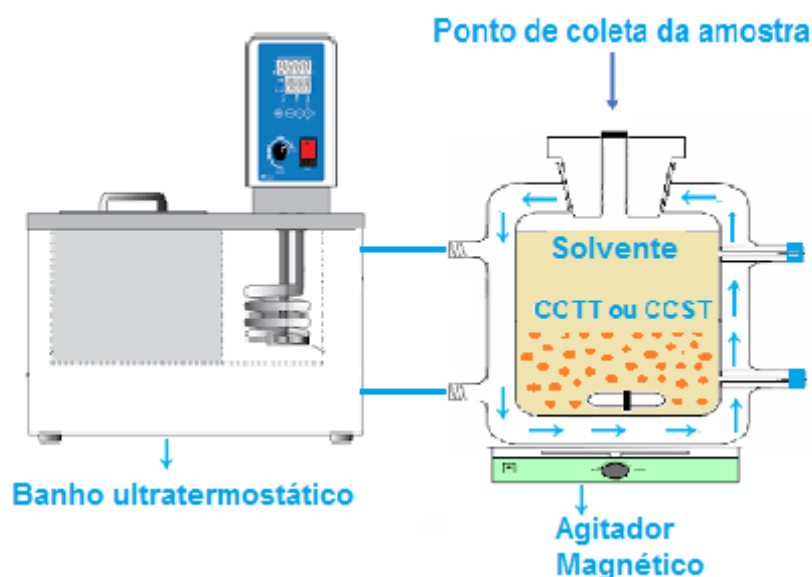 Ponto de coleta da amostra
Solvente
CCTT ou CCST
Banho ultratermostático
Agitador
Magnético